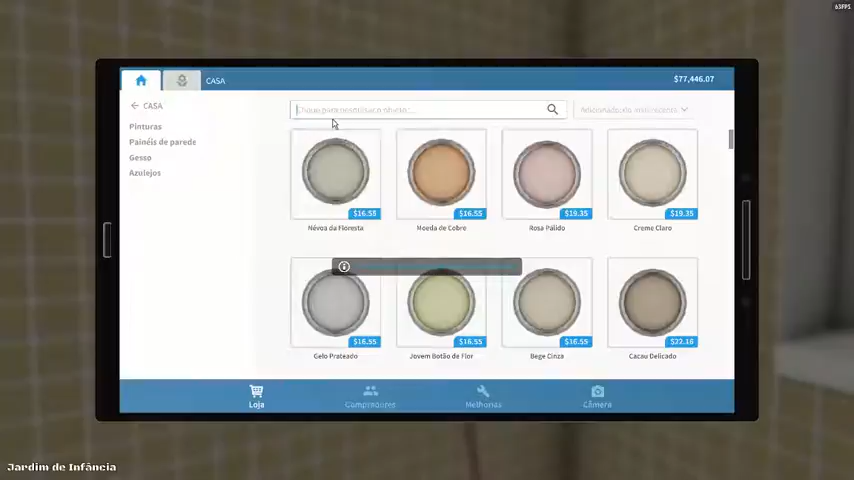 63FPS
CASA
$77,446.07
CASA
Pinturas
Painéis de parede
Gesso
Azulejos
$16.55
$16.55
$19.35
$19.35
Névoa da Floresta
Moeda de Cobre
Rosa Pálido
Creme Claro
$16.55
$16.55
$16.55
$22.16
Gelo Prateado
Jovem Botão de Flor
Bege Cinza
Cacau Delicado
Loja
Compradores
Melhorias
Câmera
Jardim de Infância